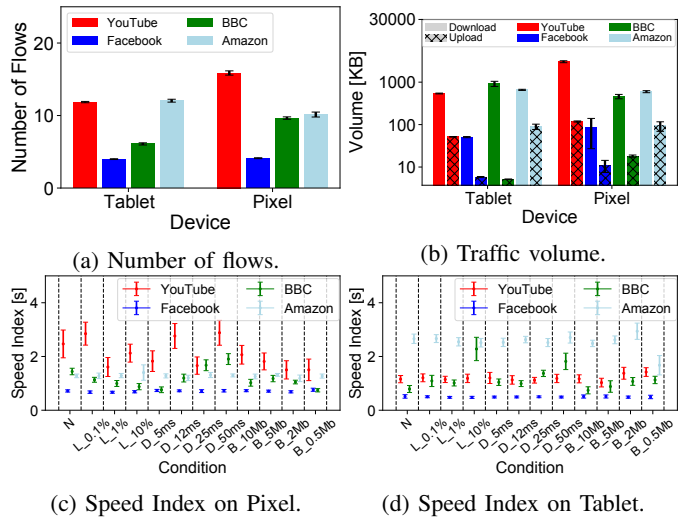 YouTube
Facebook
BBC
Amazon
20
10
0
Number of Flows
Tablet
Pixel
Device
(a) Number of flows.
Download
Upload
YouTube
Facebook
BBC
Amazon
30000
1000
100
10
Volume [KB]
Tablet
Pixel
Device
(b) Traffic volume.
YouTube
Facebook
BBC
Amazon
4
2
0
Speed Index [s]
N
L_0.1%
L_1%
L_10%
D_5ms
D_12ms
D_25ms
D_50ms
B_10Mb
B_5Mb
B_2Mb
B_0.5Mb
Condition
(c) Speed Index on Pixel.
YouTube
Facebook
BBC
Amazon
4
2
0
Speed Index [s]
N
L_0.1%
L_1%
L_10%
D_5ms
D_12ms
D_25ms
D_50ms
B_10Mb
B_5Mb
B_2Mb
B_0.5Mb
Condition
(d) Speed Index on Tablet.